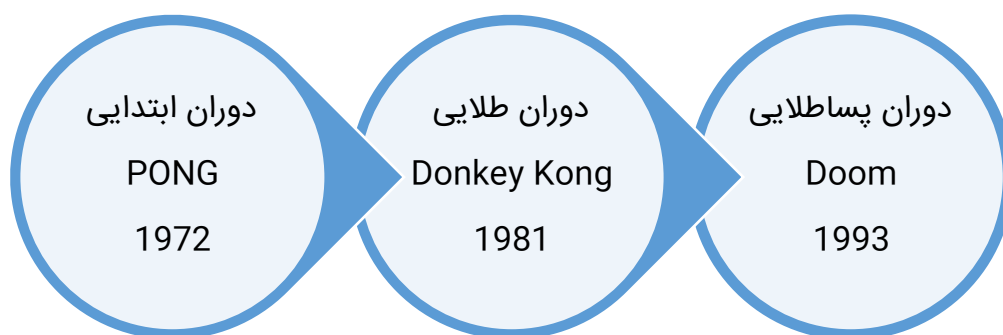 دوران ابتدایی
PONG
1972
دوران طلایی
Donkey Kong
1981
دوران پساطلایی
Doom
1993